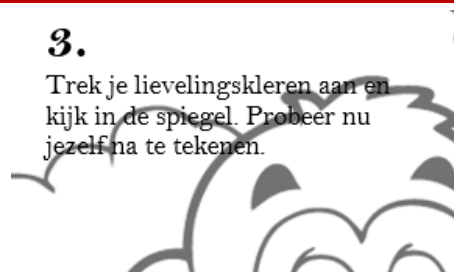 3.
Trek je lievelingskleren aan en
kijk in de spiegel. Probeer nu
jezelf na te tekenen.